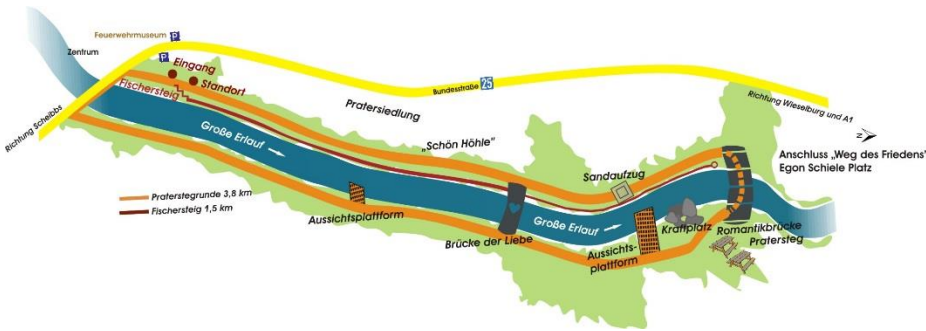 Feuerwehrmuseum P
Zentrum
P
Eingang
Standort
Fischersteig
Richtung Scheibbs
Bundesstraße 25
Richtung Wieselburg und A1
Pratersiedlung
N
Große Erlauf
„Schön Höhle"
Sandaufzug
Anschluss „Weg des Friedens"
Egon Schiele Platz
Praterstegrunde 3,8 km
Fischersteig 1,5 km
Aussichtsplattform
Brücke der Liebe
Große Erlauf
Aussichts-
plattform
Kraftplatz
Romantikbrücke
Pratersteg